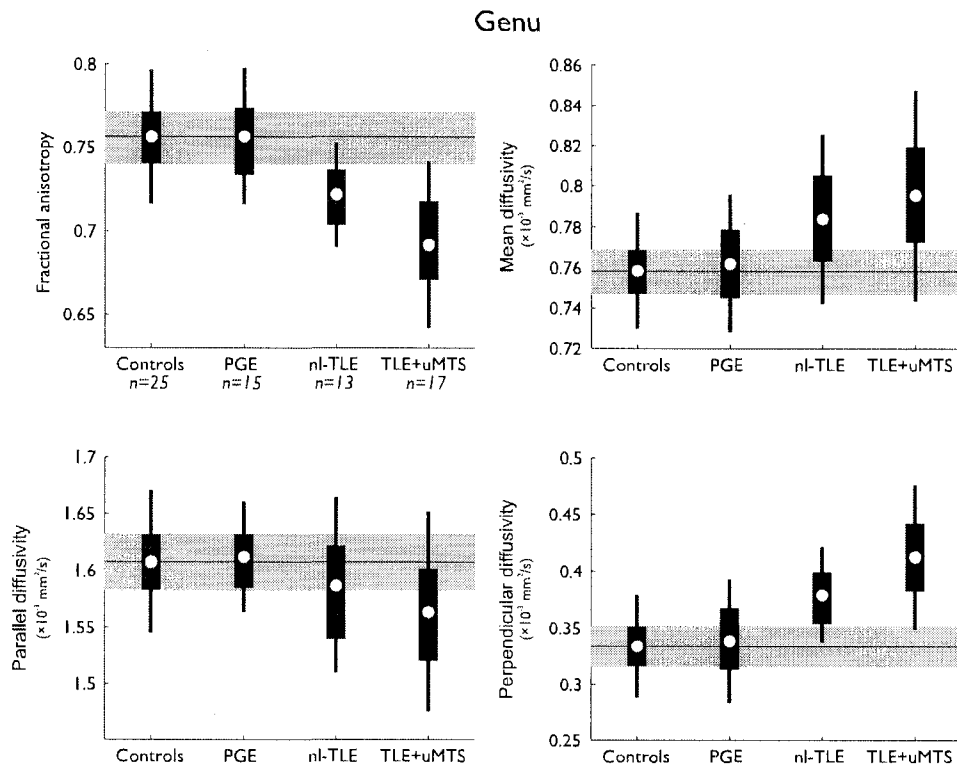 Genu
Fractional anisotropy
0.8
0.75
0.7
0.65
Controls PGE nl-TLE TLE+uMTS
n=25 n=15 n=13 n=17
Mean diffusivity
(×10⁻³ mm²/s)
0.86
0.84
0.82
0.8
0.78
0.76
0.74
0.72
Controls PGE nl-TLE TLE+uMTS
Parallel diffusivity
(×10⁻³ mm²/s)
1.7
1.65
1.6
1.55
1.5
Controls PGE nl-TLE TLE+uMTS
Perpendicular diffusivity
(×10⁻³ mm²/s)
0.5
0.45
0.4
0.35
0.3
0.25
Controls PGE nl-TLE TLE+uMTS